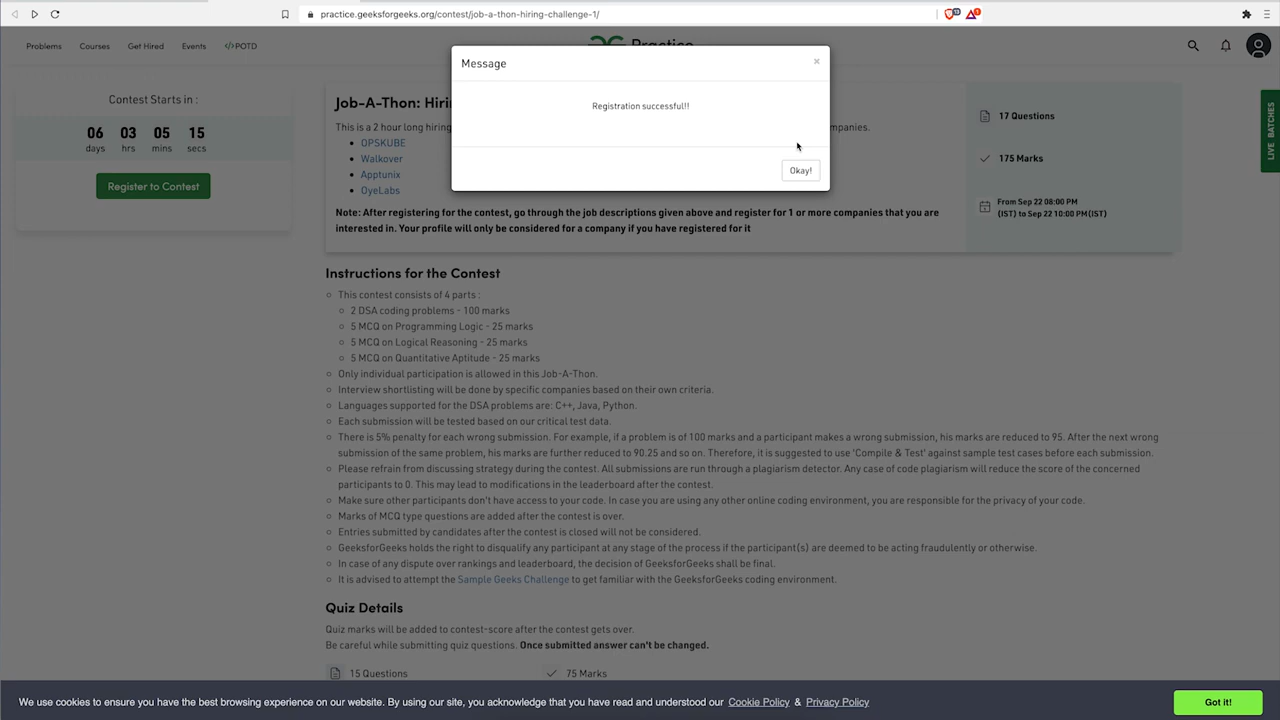 practice.geeksforgeeks.org/contest/job-a-thon-hiring-challenge-1/
Problems
Courses
Get Hired
Events
</>POTD
Practice
Message
×
Registration successful!!
Okay!
Contest Starts in :
06 03 05 15
days hrs mins secs
Register to Contest
Job-A-Thon: Hiri
This is a 2 hour long hiring
mpanies.
OPSKUBE
Walkover
Apptunix
OyeLabs
Note: After registering for the contest, go through the job descriptions given above and register for 1 or more companies that you are
interested in. Your profile will only be considered for a company if you have registered for it
17 Questions
175 Marks
From Sep 22 08:00 PM
(IST) to Sep 22 10:00 PM(IST)
LIVE BATCHES
Instructions for the Contest
This contest consists of 4 parts :
2 DSA coding problems - 100 marks
5 MCQ on Programming Logic - 25 marks
5 MCQ on Logical Reasoning - 25 marks
5 MCQ on Quantitative Aptitude - 25 marks
Only individual participation is allowed in this Job-A-Thon.
Interview shortlisting will be done by specific companies based on their own criteria.
Languages supported for the DSA problems are: C++, Java, Python.
Each submission will be tested based on our critical test data.
There is 5% penalty for each wrong submission. For example, if a problem is of 100 marks and a participant makes a wrong submission, his marks are reduced to 95. After the next wrong
submission of the same problem, his marks are further reduced to 90.25 and so on. Therefore, it is suggested to use 'Compile & Test' against sample test cases before each submission.
Please refrain from discussing strategy during the contest. All submissions are run through a plagiarism detector. Any case of code plagiarism will reduce the score of the concerned
participants to 0. This may lead to modifications in the leaderboard after the contest.
Make sure other participants don't have access to your code. In case you are using any other online coding environment, you are responsible for the privacy of your code.
Marks of MCQ type questions are added after the contest is over.
Entries submitted by candidates after the contest is closed will not be considered.
GeeksforGeeks holds the right to disqualify any participant at any stage of the process if the participant(s) are deemed to be acting fraudulently or otherwise.
In case of any dispute over rankings and leaderboard, the decision of GeeksforGeeks shall be final.
It is advised to attempt the Sample Geeks Challenge to get familiar with the GeeksforGeeks coding environment.
Quiz Details
Quiz marks will be added to contest-score after the contest gets over.
Be careful while submitting quiz questions. Once submitted answer can't be changed.
15 Questions
75 Marks
We use cookies to ensure you have the best browsing experience on our website. By using our site, you acknowledge that you have read and understood our Cookie Policy & Privacy Policy
Got it!